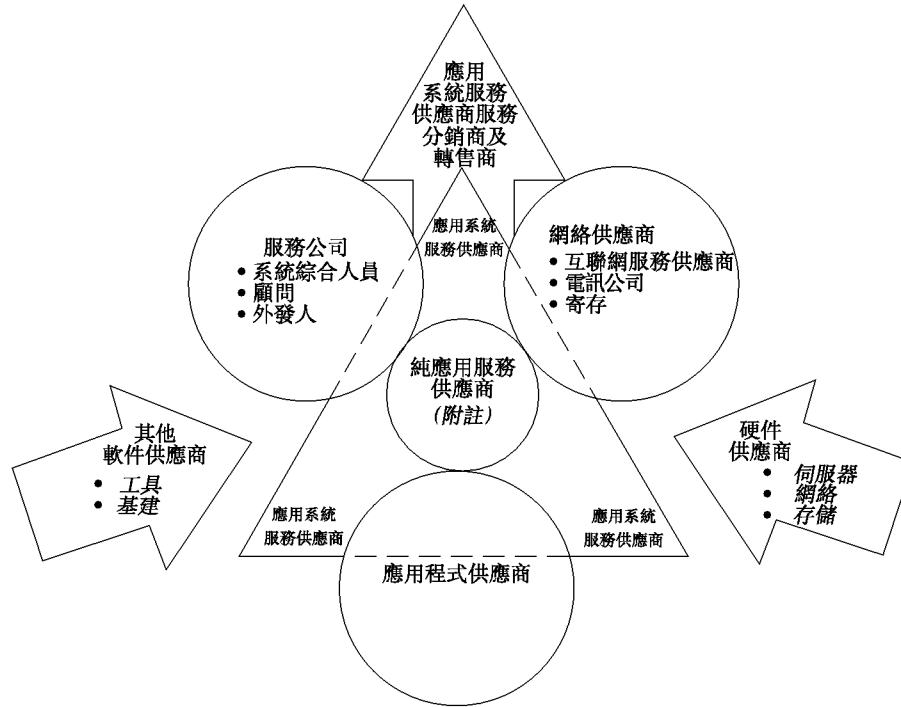 應用
系統服務
供應商服務
分銷商及
轉售商
應用系統
服務供應商
服務公司
• 系統綜合人員
• 顧問
• 外發人
網絡供應商
• 互聯網服務供應商
• 電訊公司
• 寄存
純應用服務
供應商
(附註)
其他
軟件供應商
• 工具
• 基建
硬件
供應商
• 伺服器
• 網絡
• 存儲
應用系統
服務供應商
應用系統
服務供應商
應用程式供應商